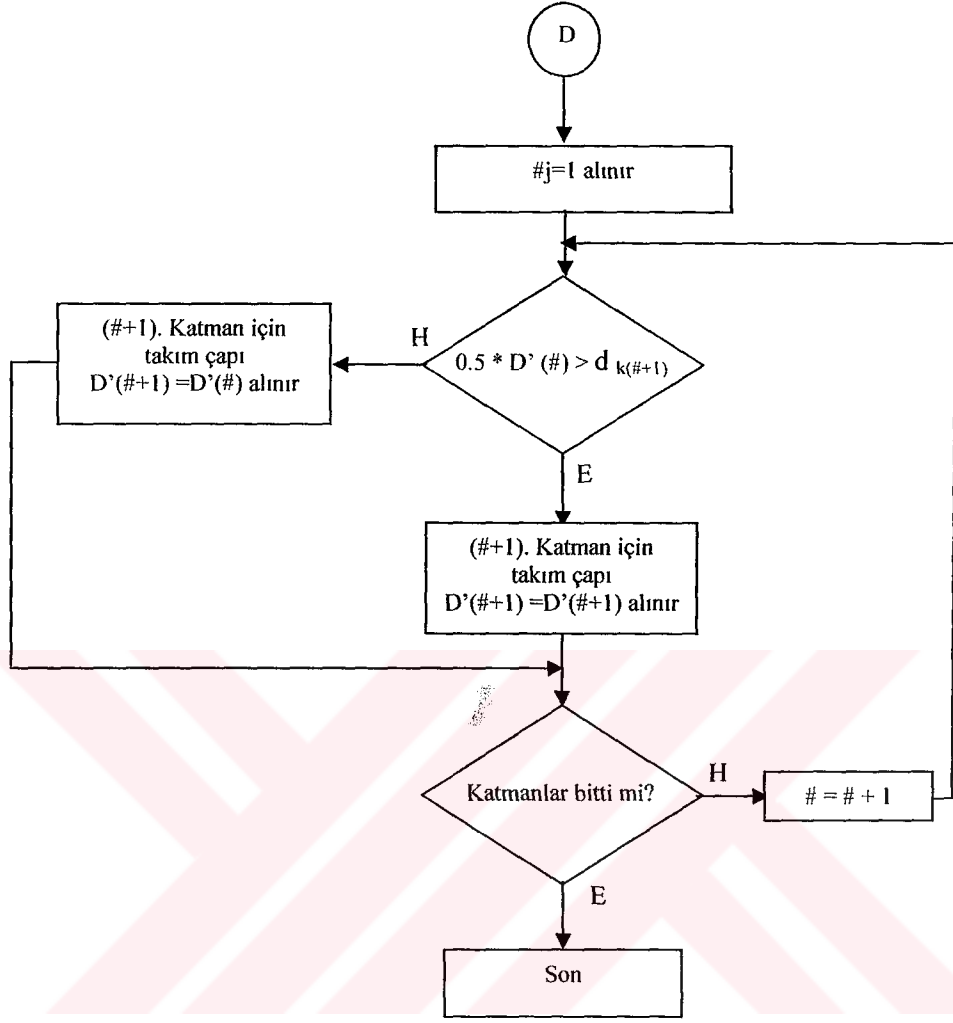 D
#j=1 alınır
(#+1). Katman için
takım çapı
D’(#+1) =D’(#) alınır
H
0.5 * D’ (#) > d k(#+1)
E
(#+1). Katman için
takım çapı
D’(#+1) =D’(#+1) alınır
Katmanlar bitti mi?
H
# = # + 1
E
Son